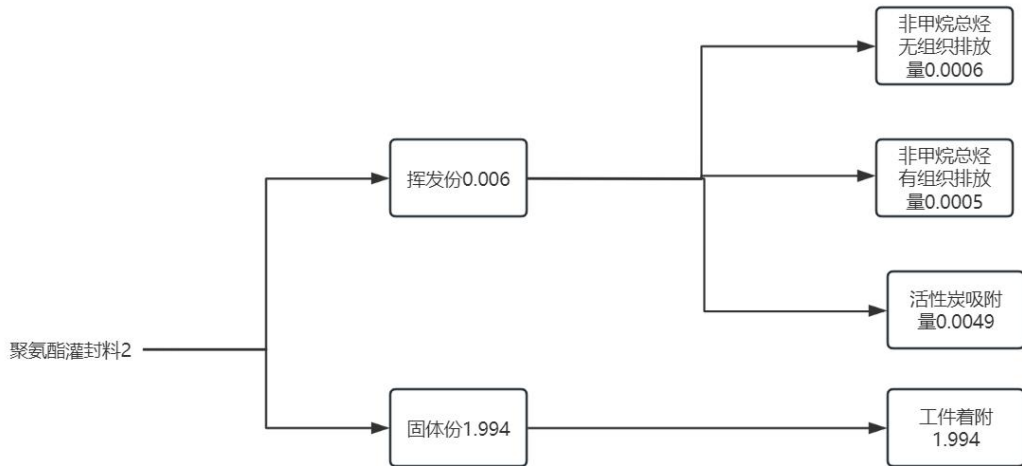 非甲烷总烃
无组织排放
量0.0006
挥发份0.006
非甲烷总烃
有组织排放
量0.0005
活性炭吸附
量0.0049
聚氨酯灌封料2
固体份1.994
工件着附
1.994